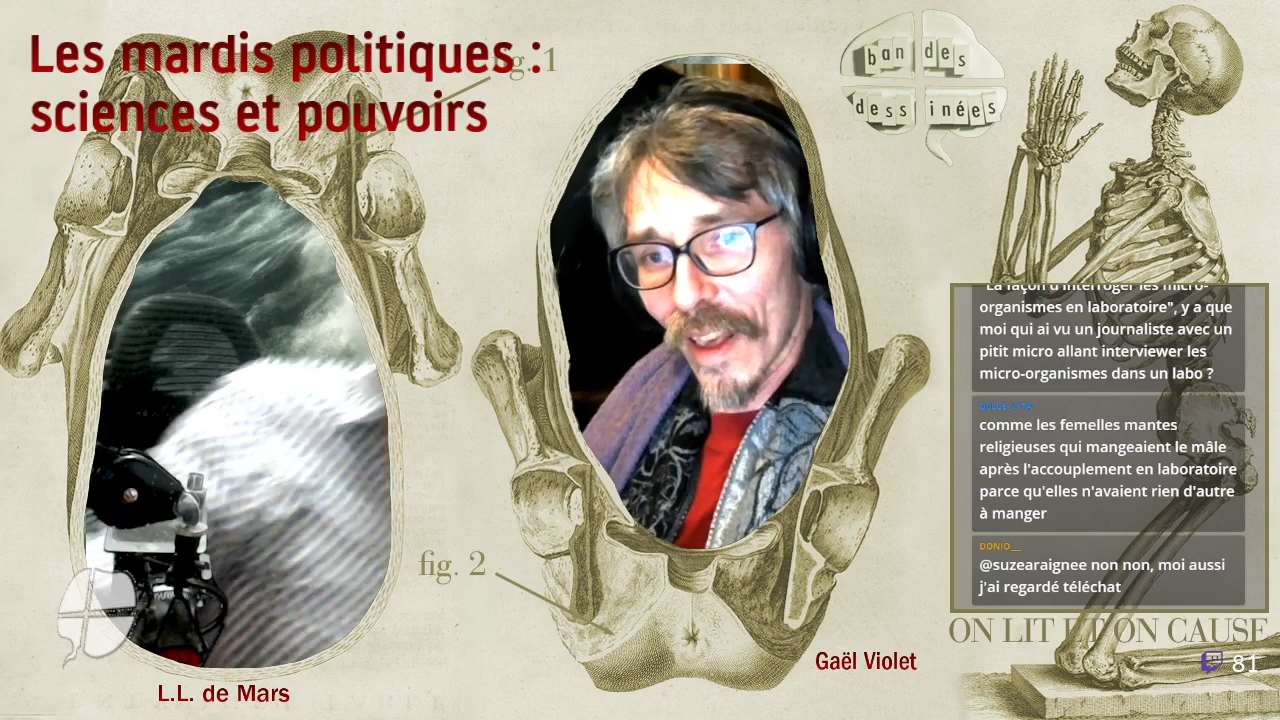 Les mardis politiques :
sciences et pouvoirs
fig. 1
ban des
dess inées
"La façon d'interroger les micro-
organismes en laboratoire", y a que
moi qui ai vu un journaliste avec un
pitit micro allant interviewer les
micro-organismes dans un labo ?
comme les femelles mantes
religieuses qui mangeaient le mâle
après l'accouplement en laboratoire
parce qu'elles n'avaient rien d'autre
à manger
DONIO__
@suzearaignee non non, moi aussi
j'ai regardé téléchat
fig. 2
ON LIT ET ON CAUSE
81
Gaël Violet
L.L. de Mars